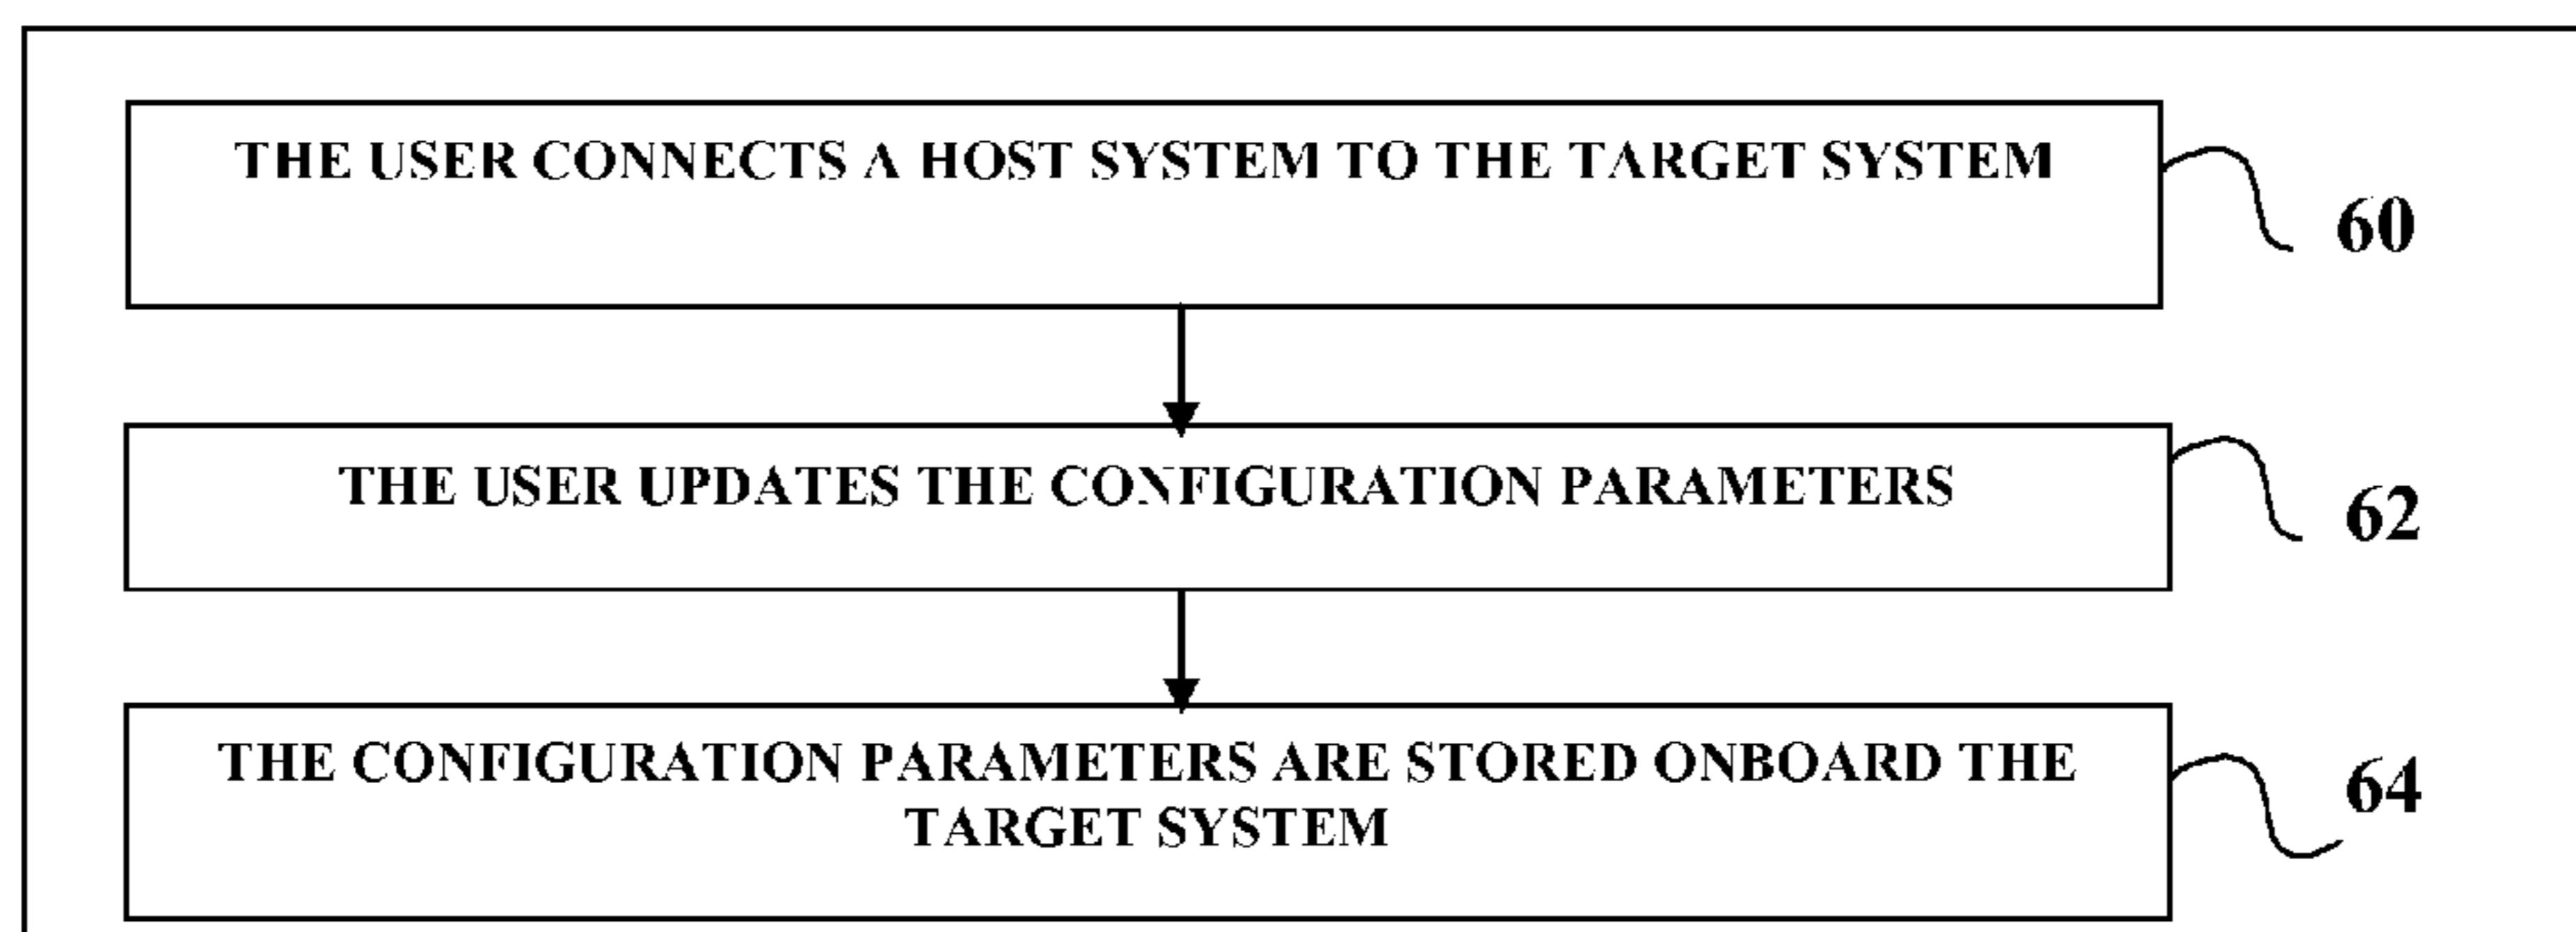 THE USER CONNECTS A HOST SYSTEM TO THE TARGET SYSTEM
60
THE USER UPDATES THE CONFIGURATION PARAMETERS
62
THE CONFIGURATION PARAMETERS ARE STORED ONBOARD THE
TARGET SYSTEM
64